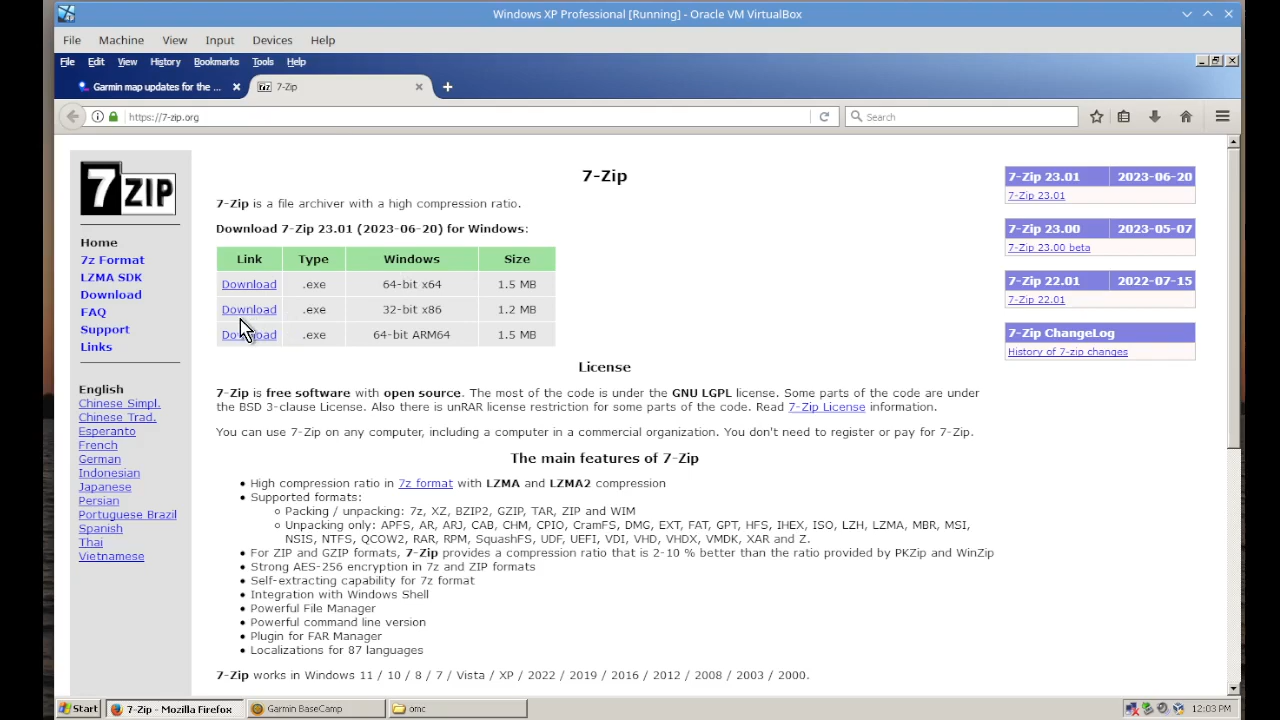 Windows XP Professional [Running] - Oracle VM VirtualBox
File Machine View Input Devices Help
File Edit View History Bookmarks Tools Help
Garmin map updates for the ...
7-Zip
https://7-zip.org
Search
7ZIP
Home
7z Format
LZMA SDK
Download
FAQ
Support
Links
English
Chinese Simpl.
Chinese Trad.
Esperanto
French
German
Indonesian
Japanese
Persian
Portuguese Brazil
Spanish
Thai
Vietnamese
7-Zip
7-Zip is a file archiver with a high compression ratio.
Download 7-Zip 23.01 (2023-06-20) for Windows:
Link Type Windows Size
Download .exe 64-bit x64 1.5 MB
Download .exe 32-bit x86 1.2 MB
Download .exe 64-bit ARM64 1.5 MB
License
7-Zip is free software with open source. The most of the code is under the GNU LGPL license. Some parts of the code are under
the BSD 3-clause License. Also there is unRAR license restriction for some parts of the code. Read 7-Zip License information.
You can use 7-Zip on any computer, including a computer in a commercial organization. You don't need to register or pay for 7-Zip.
The main features of 7-Zip
• High compression ratio in 7z format with LZMA and LZMA2 compression
• Supported formats:
○ Packing / unpacking: 7z, XZ, BZIP2, GZIP, TAR, ZIP and WIM
○ Unpacking only: APFS, AR, ARJ, CAB, CHM, CPIO, CramFS, DMG, EXT, FAT, GPT, HFS, IHEX, ISO, LZH, LZMA, MBR, MSI,
NSIS, NTFS, QCOW2, RAR, RPM, SquashFS, UDF, UEFI, VDI, VHD, VHDX, VMDK, XAR and Z.
• For ZIP and GZIP formats, 7-Zip provides a compression ratio that is 2-10 % better than the ratio provided by PKZip and WinZip
• Strong AES-256 encryption in 7z and ZIP formats
• Self-extracting capability for 7z format
• Integration with Windows Shell
• Powerful File Manager
• Powerful command line version
• Plugin for FAR Manager
• Localizations for 87 languages
7-Zip works in Windows 11 / 10 / 8 / 7 / Vista / XP / 2022 / 2019 / 2016 / 2012 / 2008 / 2003 / 2000.
7-Zip 23.01 2023-06-20
7-Zip 23.01
7-Zip 23.00 2023-05-07
7-Zip 23.00 beta
7-Zip 22.01 2022-07-15
7-Zip 22.01
7-Zip ChangeLog
History of 7-zip changes
Start
7-Zip - Mozilla Firefox
Garmin BaseCamp
omc
12:03 PM